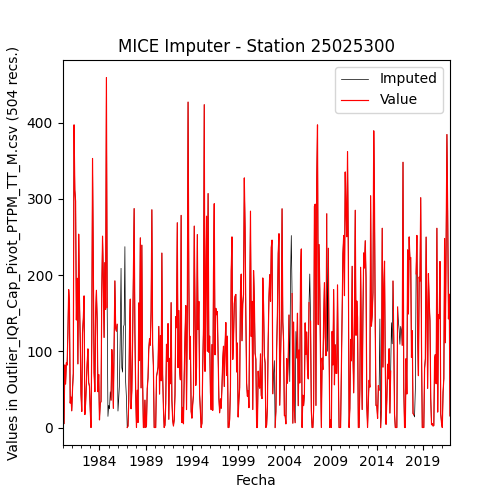 MICE Imputer - Station 25025300
Imputed
Value
Values in Outlier_IQR_Cap_Pivot_PTPM_TT_M.csv (504 recs.)
400
300
200
100
0
1984 1989 1994 1999 2004 2009 2014 2019
Fecha